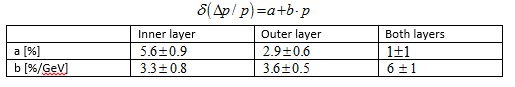 δ(Δp/ p)=a+b·p
Inner layer Outer layer Both layers
a [%] 5.6±0.9 2.9±0.6 1±1
b [%/GeV] 3.3±0.8 3.6±0.5 6 ±1